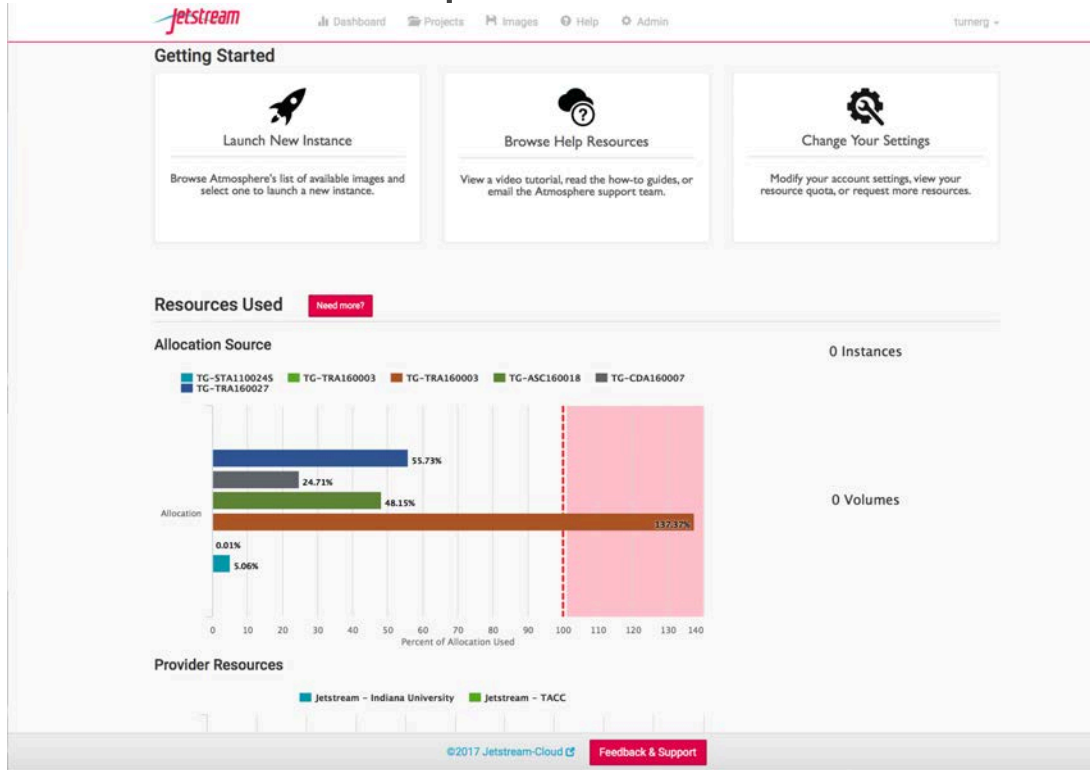 Jetstream Dashboard Projects Images Help Admin turnerg
Getting Started
Launch New Instance
Browse Atmosphere's list of available images and
select one to launch a new instance.
Browse Help Resources
View a video tutorial, read the how-to guides, or
email the Atmosphere support team.
Change Your Settings
Modify your account settings, view your
resource quota, or request more resources.
Resources Used Need more?
Allocation Source
0 Instances
TG-STA110024S TG-TRA160003 TG-TRA160003 TG-ASC160018 TG-CDA160007
TG-TRA160027
55.73%
24.71%
48.15%
0 Volumes
Allocation
137.37%
0.01%
5.06%
0 10 20 30 40 50 60 70 80 90 100 110 120 130 140
Percent of Allocation Used
Provider Resources
Jetstream - Indiana University Jetstream - TACC
©2017 Jetstream-Cloud Feedback & Support